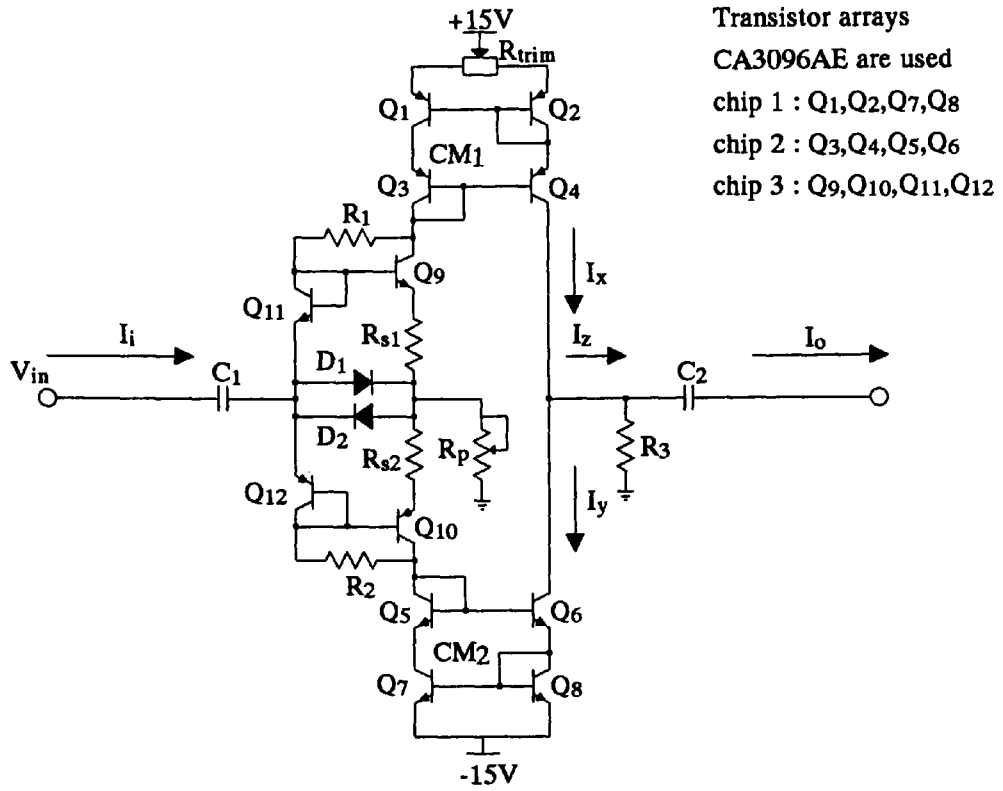 +15V
Rtrim
Transistor arrays
CA3096AE are used
chip 1 : Q1,Q2,Q7,Q8
chip 2 : Q3,Q4,Q5,Q6
chip 3 : Q9,Q10,Q11,Q12
Q1
Q2
CM1
Q3
Q4
R1
Q9
Ix
Q11
Rs1
Ii
D1
Iz
Io
Vin
C1
C2
D2
Rs2
Rp
R3
Q12
Q10
Iy
R2
Q5
Q6
CM2
Q7
Q8
-15V